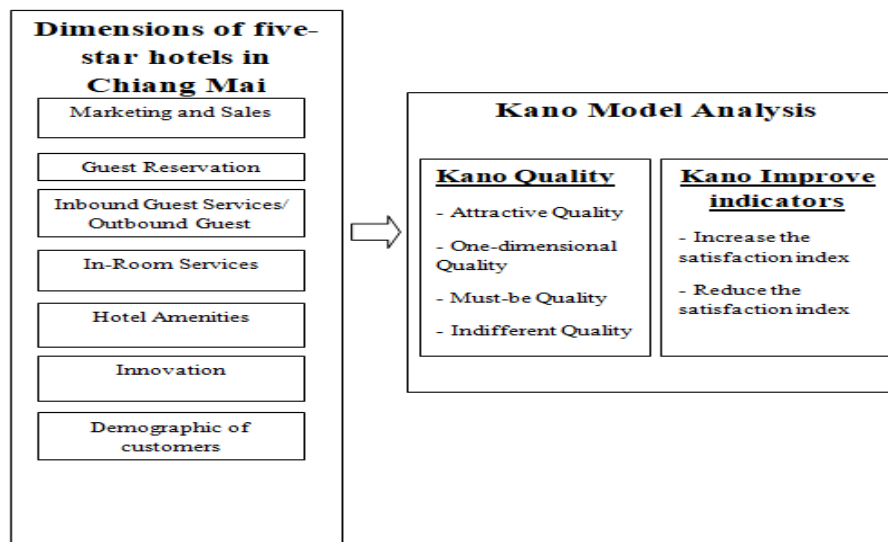 Dimensions of five-
star hotels in
Chiang Mai
Marketing and Sales
Guest Reservation
Inbound Guest Services/
Outbound Guest
In-Room Services
Hotel Amenities
Innovation
Demographic of
customers
Kano Model Analysis
Kano Quality
- Attractive Quality
- One-dimensional
Quality
- Must-be Quality
- Indifferent Quality
Kano Improve
indicators
- Increase the
satisfaction index
- Reduce the
satisfaction index